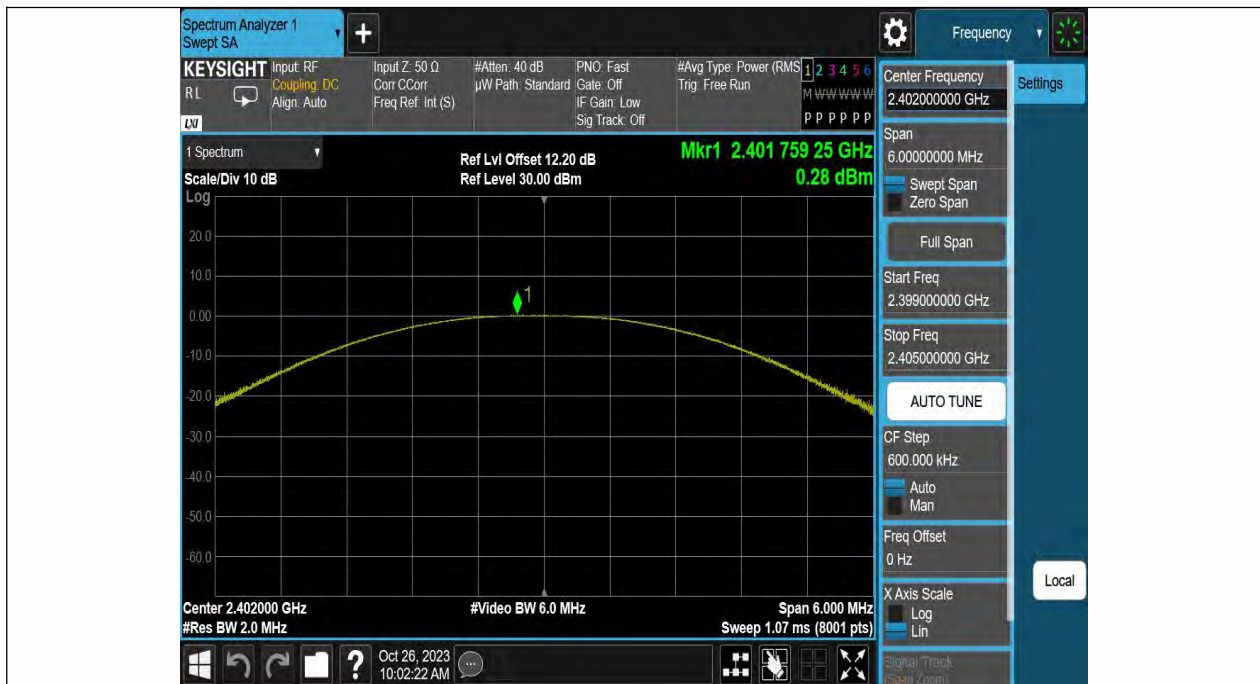 Spectrum Analyzer 1
Swept SA
+
Frequency
KEYSIGHT
RL
LXI
Input: RF
Coupling: DC
Align: Auto
Input Z: 50 Ω
Corr CCorr
Freq Ref: Int (S)
#Atten: 40 dB
µW Path: Standard
PNO: Fast
Gate: Off
IF Gain: Low
Sig Track: Off
#Avg Type: Power (RMS
Trig: Free Run
1 2 3 4 5 6
M W W W W W
P P P P P P
1 Spectrum
Scale/Div 10 dB
Ref Lvl Offset 12.20 dB
Ref Level 30.00 dBm
Mkr1 2.401 759 25 GHz
0.28 dBm
Log
20.0
10.0
0.00
-10.0
-20.0
-30.0
-40.0
-50.0
-60.0
1
Center 2.402000 GHz
#Res BW 2.0 MHz
#Video BW 6.0 MHz
Span 6.000 MHz
Sweep 1.07 ms (8001 pts)
Center Frequency
2.402000000 GHz
Settings
Span
6.00000000 MHz
Swept Span
Zero Span
Full Span
Start Freq
2.399000000 GHz
Stop Freq
2.405000000 GHz
AUTO TUNE
CF Step
600.000 kHz
Auto
Man
Freq Offset
0 Hz
X Axis Scale
Log
Lin
Local
Signal Track
(Span Zoom)
?
Oct 26, 2023
10:02:22 AM